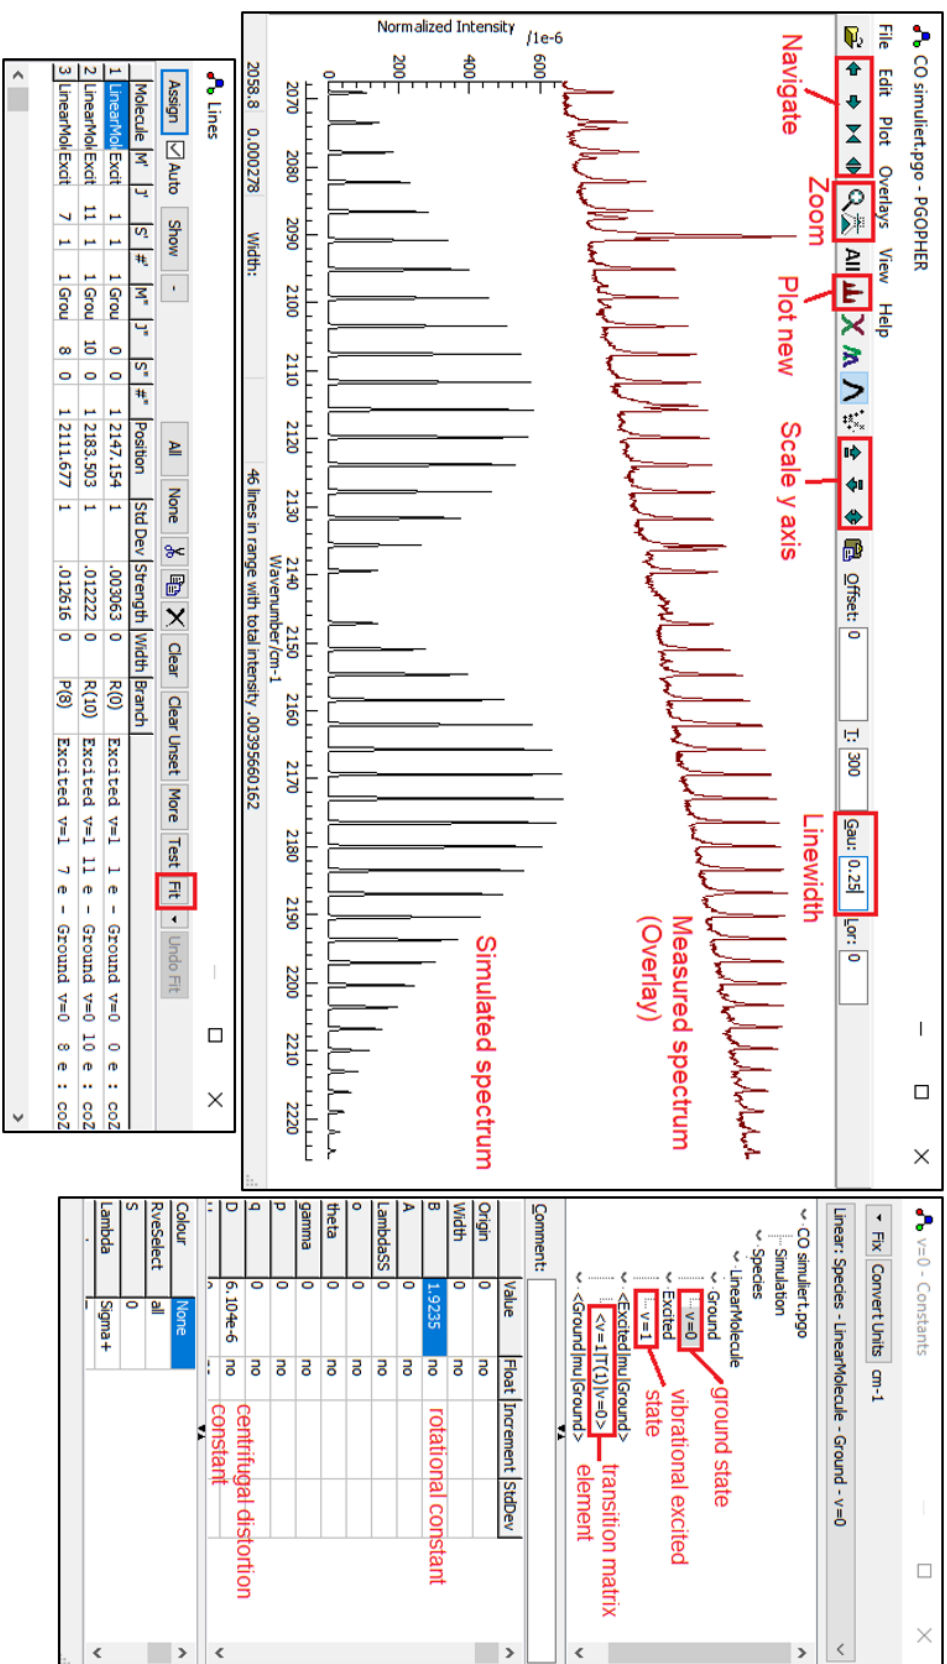 CO simuliert.pgo - PGOPHER
File Edit Plot Overlays View Help
All
Offset: 0
T: 300
Gau: 0.25
Lor: 0
Navigate
Zoom
Plot new
Scale y axis
Linewidth
Measured spectrum
(Overlay)
Simulated spectrum
Normalized Intensity
/1e-6
600
400
200
0
2070 2080 2090 2100 2110 2120 2130 2140 2150 2160 2170 2180 2190 2200 2210 2220
Wavenumber/cm-1
2058.8 0.000278 Width: 46 lines in range with total intensity .00395660162
Lines
Assign Auto Show - All None Clear Clear Unset More Test Fit Undo Fit
Molecule M' J' S' #' M" J" S" #" Position Std Dev Strength Width Branch
1 LinearMol Excit 1 1 1 Grou 0 0 1 2147.154 1 .003063 0 R(0) Excited v=1 1 e - Ground v=0 0 e : coZ
2 LinearMol Excit 11 1 1 Grou 10 0 1 2183.503 1 .012222 0 R(10) Excited v=1 11 e - Ground v=0 10 e : coZ
3 LinearMol Excit 7 1 1 Grou 8 0 1 2111.677 1 .012616 0 P(8) Excited v=1 7 e - Ground v=0 8 e : coZ
v=0 - Constants
Fix Convert Units cm-1
Linear: Species - LinearMolecule - Ground - v=0
CO simuliert.pgo
Simulation
Species
LinearMolecule
Ground
v=0
Excited
v=1
<Excited|mu|Ground>
<v=1|T(1)|v=0>
<Ground|mu|Ground>
ground state
vibrational excited
state
transition matrix
element
Comment:
Value Float Increment StdDev
Origin 0 no
Width 0 no
B 1.9235 no
A 0 no
LambdaSS 0 no
o 0 no
theta 0 no
gamma 0 no
p 0 no
q 0 no
D 6.104e-6 no
rotational constant
centrifugal distortion
constant
Colour None
RveSelect all
S 0
Lambda Sigma+